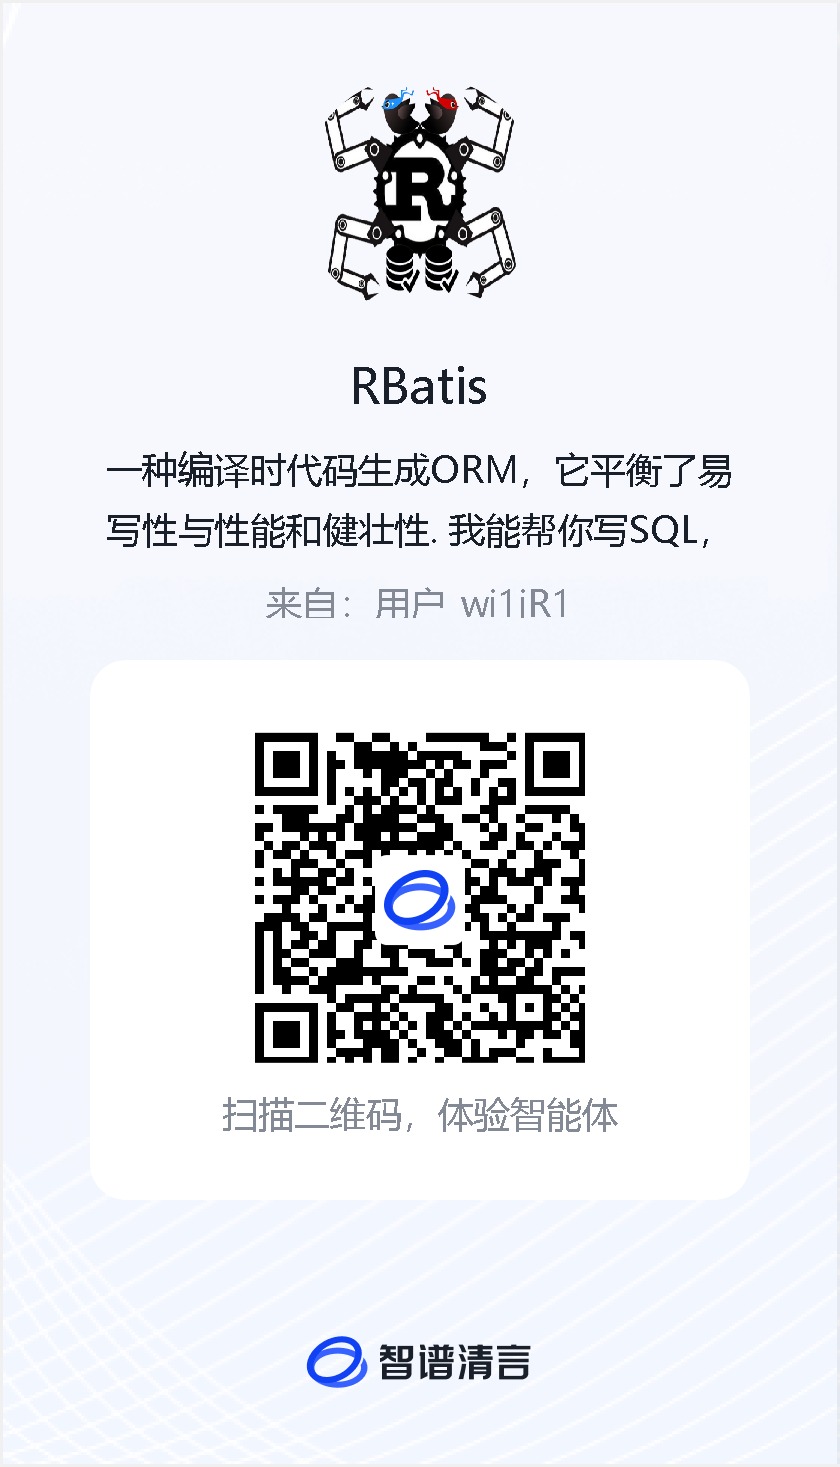 R
RBatis
一种编译时代码生成ORM，它平衡了易
写性与性能和健壮性. 我能帮你写SQL，
来自：用户 wi1iR1
扫描二维码，体验智能体
智谱清言